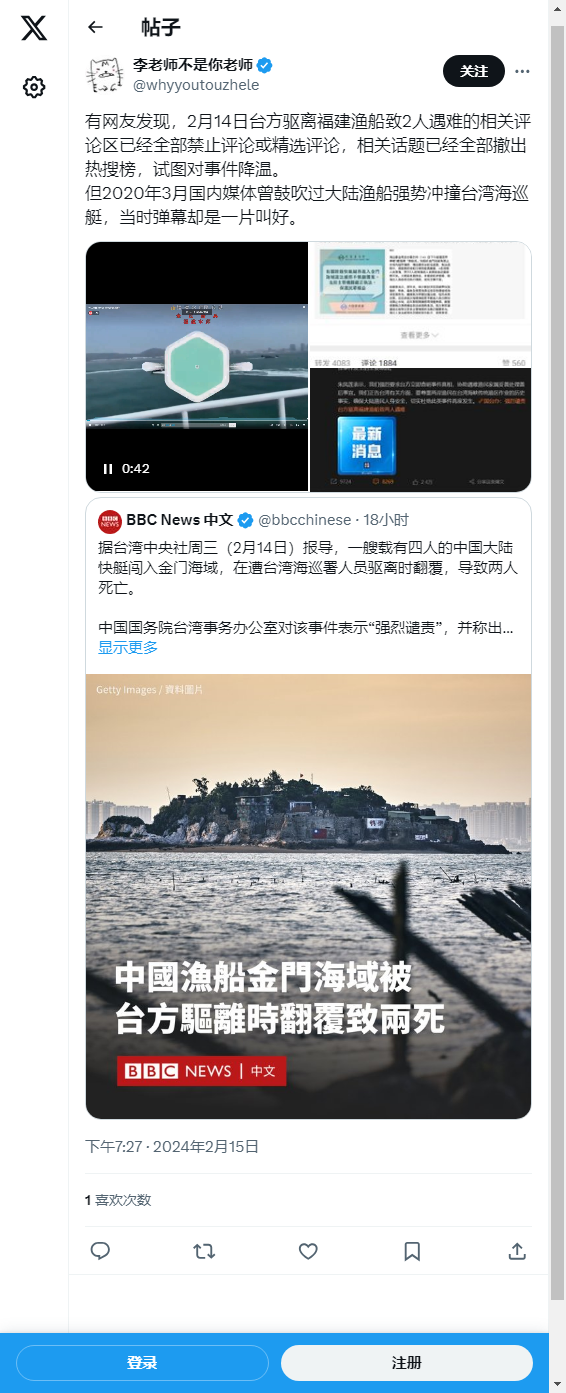 帖子
李老师不是你老师
@whyyoutouzhele
关注
有网友发现，2月14日台方驱离福建渔船致2人遇难的相关评
论区已经全部禁止评论或精选评论，相关话题已经全部撤出
热搜榜，试图对事件降温。
但2020年3月国内媒体曾鼓吹过大陆渔船强势冲撞台湾海巡
艇，当时弹幕却是一片叫好。
0:42
查看更多
转发 4083 评论 1884 赞 560
最新
消息
BBC NEWS
BBC News 中文 @bbcchinese · 18小时
据台湾中央社周三（2月14日）报导，一艘载有四人的中国大陆
快艇闯入金门海域，在遭台湾海巡署人员驱离时翻覆，导致两人
死亡。
中国国务院台湾事务办公室对该事件表示“强烈谴责”，并称出...
显示更多
Getty Images / 資料圖片
中國漁船金門海域被
台方驅離時翻覆致兩死
BBC NEWS | 中文
下午7:27 · 2024年2月15日
1 喜欢次数
登录
注册